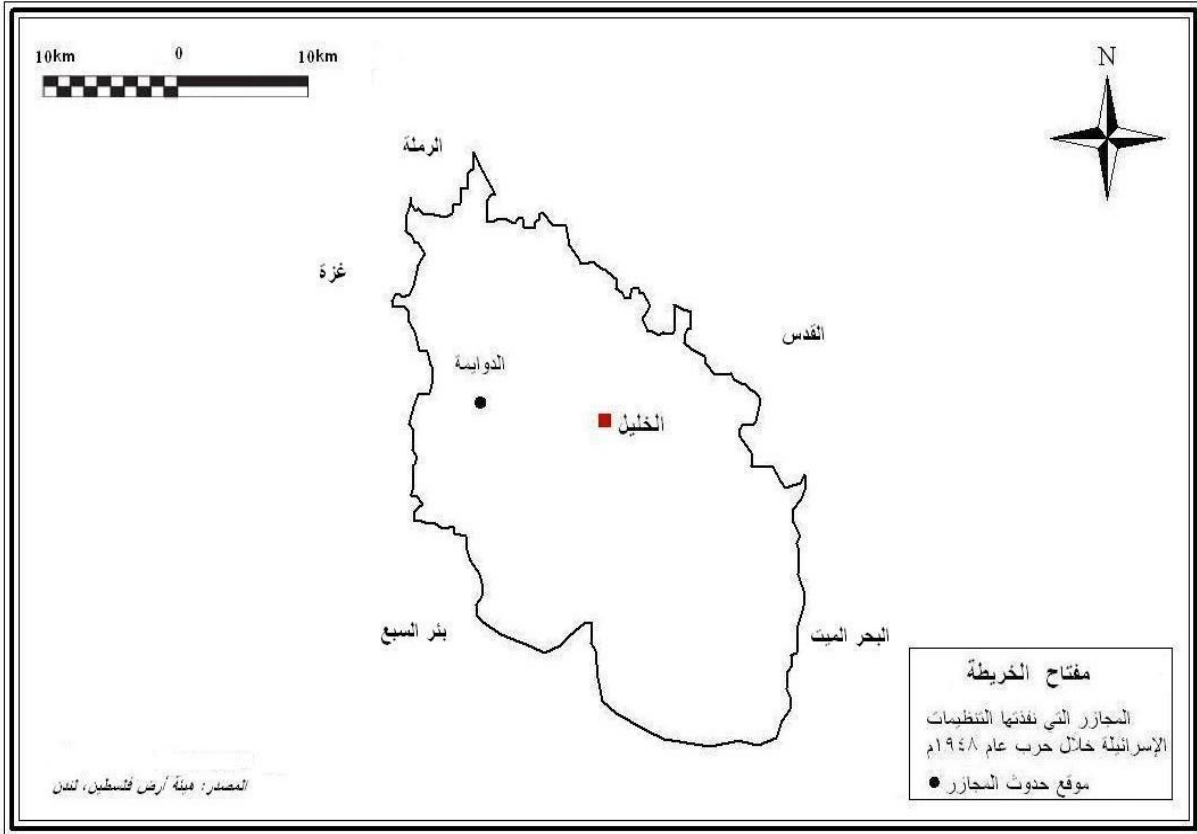 10km 0 10km
N
الرملة
غزة
القدس
الدوايمة
الخليل
بئر السبع
البحر الميت
مفتاح الخريطة
المجازر التي نفذتها التنظيمات
الإسرائيلة خلال حرب عام ١٩٤٨م
موقع حدوث المجازر
المصدر: هيئة أرض فلسطين، لندن